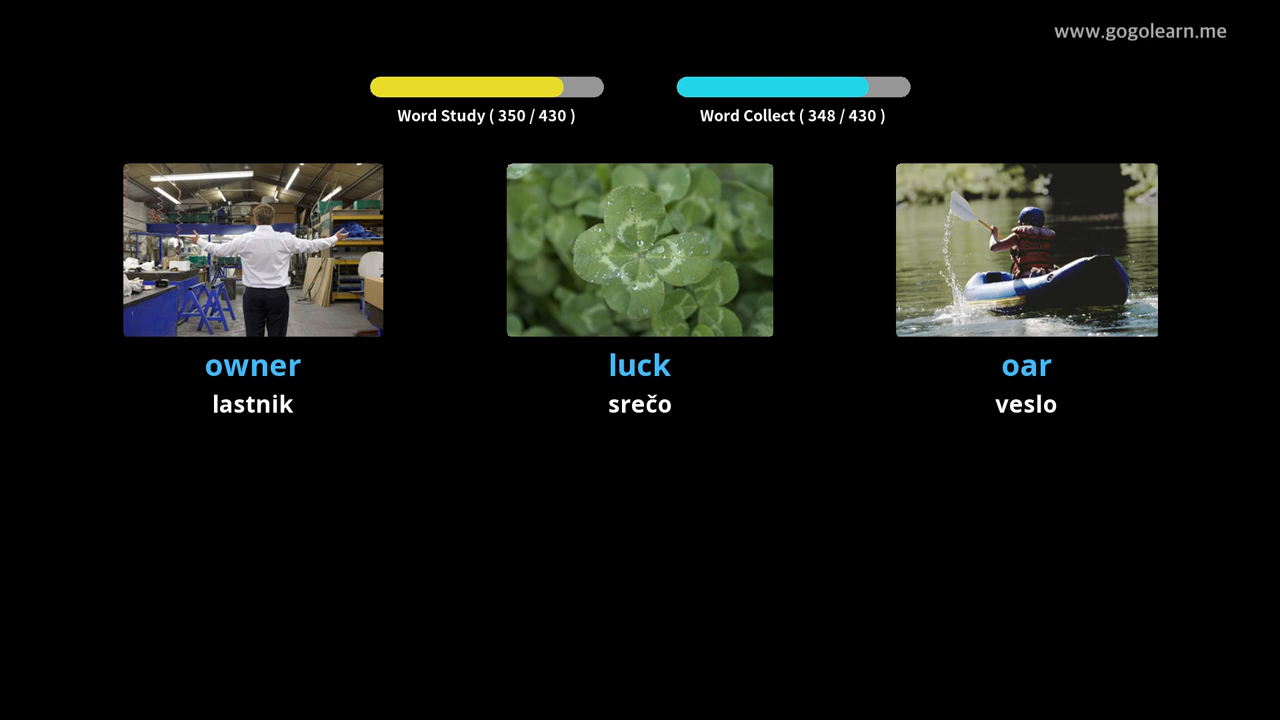 www.gogolearn.me
Word Study ( 350 / 430 )
Word Collect ( 348 / 430 )
owner
lastnik
luck
srečo
oar
veslo